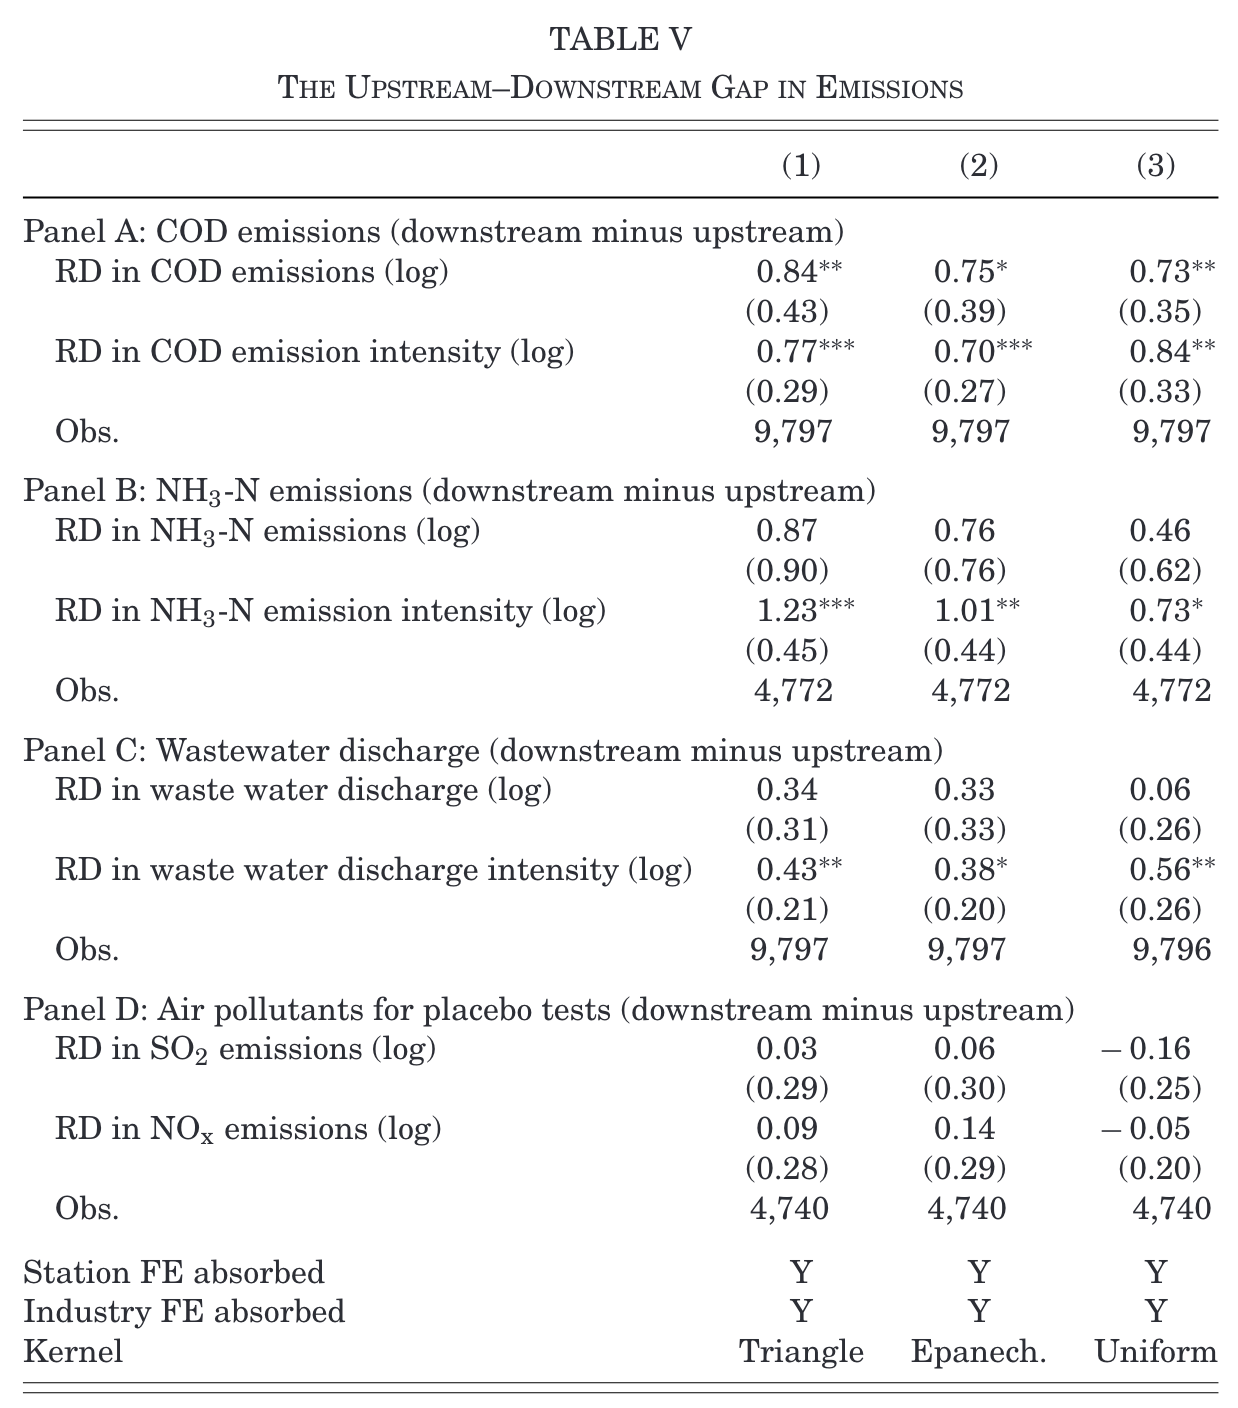 TABLE V
THE UPSTREAM–DOWNSTREAM GAP IN EMISSIONS
(1) (2) (3)
Panel A: COD emissions (downstream minus upstream)
RD in COD emissions (log) 0.84** 0.75* 0.73**
(0.43) (0.39) (0.35)
RD in COD emission intensity (log) 0.77*** 0.70*** 0.84**
(0.29) (0.27) (0.33)
Obs. 9,797 9,797 9,797
Panel B: NH₃-N emissions (downstream minus upstream)
RD in NH₃-N emissions (log) 0.87 0.76 0.46
(0.90) (0.76) (0.62)
RD in NH₃-N emission intensity (log) 1.23*** 1.01** 0.73*
(0.45) (0.44) (0.44)
Obs. 4,772 4,772 4,772
Panel C: Wastewater discharge (downstream minus upstream)
RD in waste water discharge (log) 0.34 0.33 0.06
(0.31) (0.33) (0.26)
RD in waste water discharge intensity (log) 0.43** 0.38* 0.56**
(0.21) (0.20) (0.26)
Obs. 9,797 9,797 9,796
Panel D: Air pollutants for placebo tests (downstream minus upstream)
RD in SO₂ emissions (log) 0.03 0.06 −0.16
(0.29) (0.30) (0.25)
RD in NOₓ emissions (log) 0.09 0.14 −0.05
(0.28) (0.29) (0.20)
Obs. 4,740 4,740 4,740
Station FE absorbed Y Y Y
Industry FE absorbed Y Y Y
Kernel Triangle Epanech. Uniform